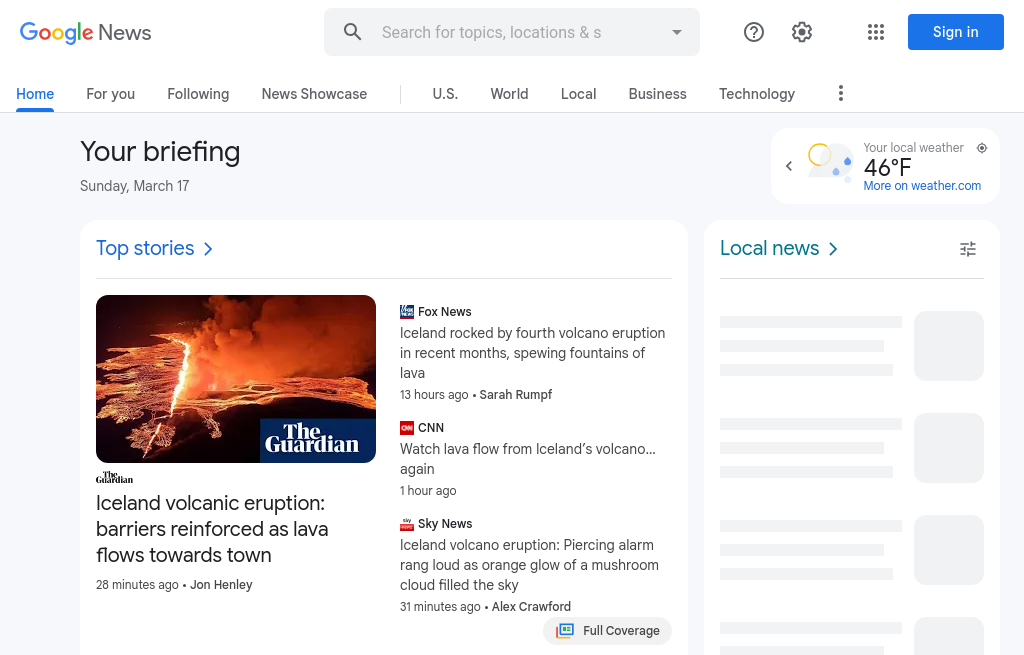 Google News
Search for topics, locations & s
Sign in
Home
For you
Following
News Showcase
U.S.
World
Local
Business
Technology
Your briefing
Sunday, March 17
Your local weather
46°F
More on weather.com
Top stories
The
Guardian
The
Guardian
Iceland volcanic eruption:
barriers reinforced as lava
flows towards town
28 minutes ago • Jon Henley
Fox News
Iceland rocked by fourth volcano eruption
in recent months, spewing fountains of
lava
13 hours ago • Sarah Rumpf
CNN
Watch lava flow from Iceland’s volcano…
again
1 hour ago
Sky News
Iceland volcano eruption: Piercing alarm
rang loud as orange glow of a mushroom
cloud filled the sky
31 minutes ago • Alex Crawford
Full Coverage
Local news